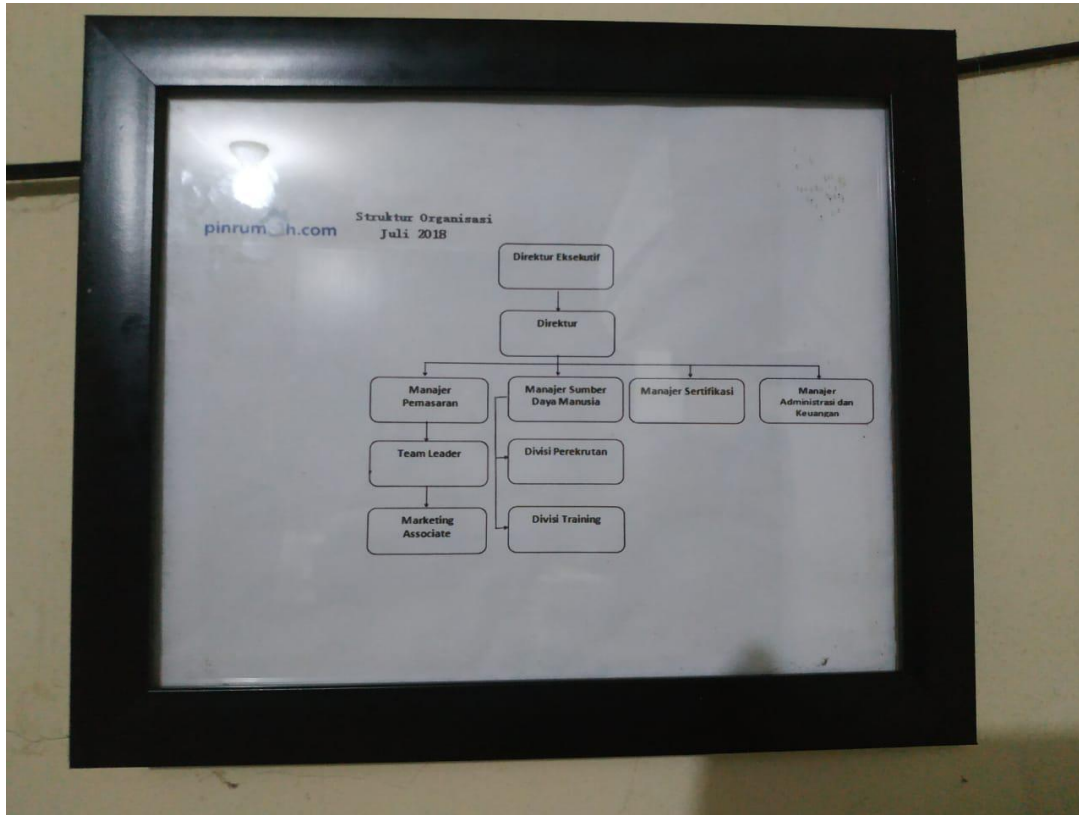 Struktur Organisasi
pinrum h.com
Juli 2018
Direktur Eksekutif
Direktur
Manajer
Pemasaran
Manajer Sumber
Daya Manusia
Manajer Sertifikasi
Manajer
Administrasi dan
Keuangan
Team Leader
Divisi Perekrutan
Marketing
Associate
Divisi Training